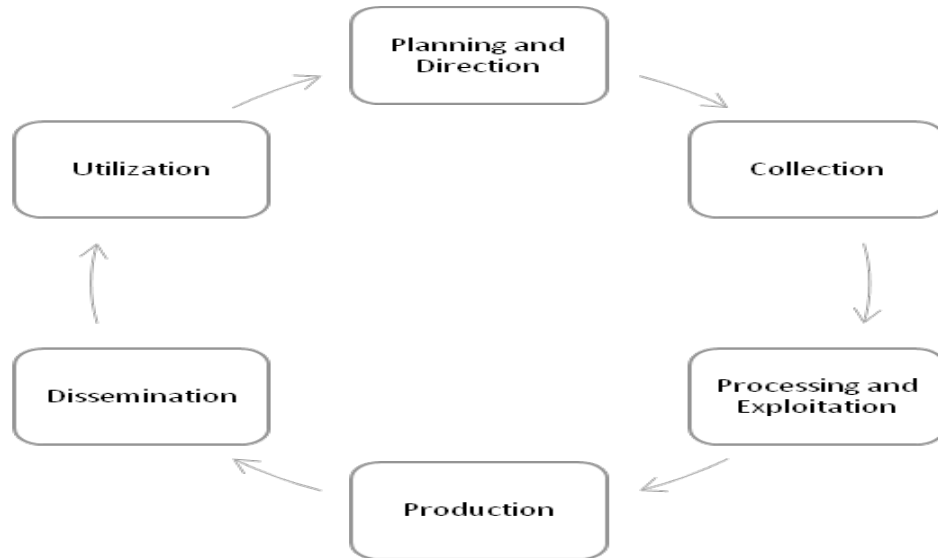 Planning and
Direction
Collection
Processing and
Exploitation
Production
Dissemination
Utilization